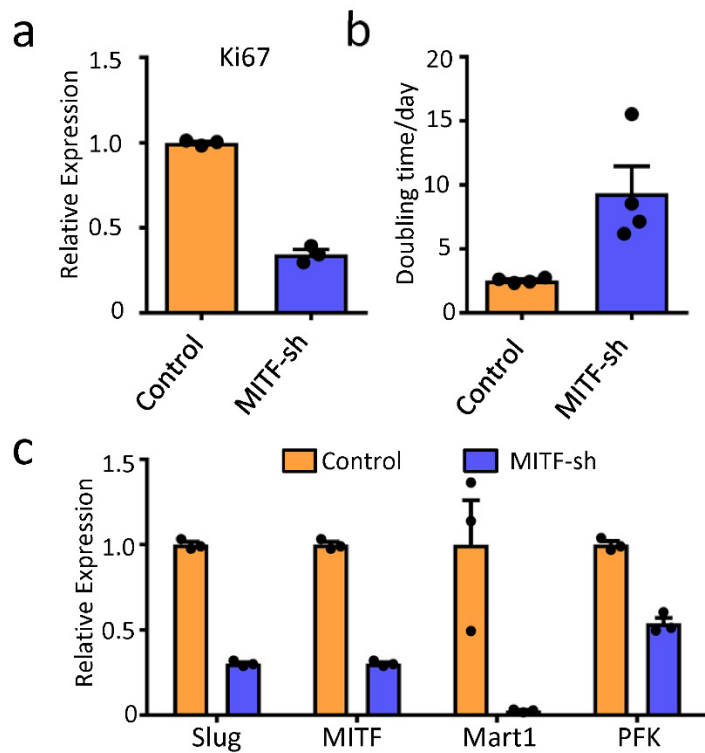 a
Ki67
Relative Expression
1.5
1.0
0.5
0
Control
MITF-sh
b
Doubling time/day
20
15
10
5
0
Control
MITF-sh
c
Control
MITF-sh
Relative Expression
1.5
1.0
0.5
0
Slug
MITF
Mart1
PFK